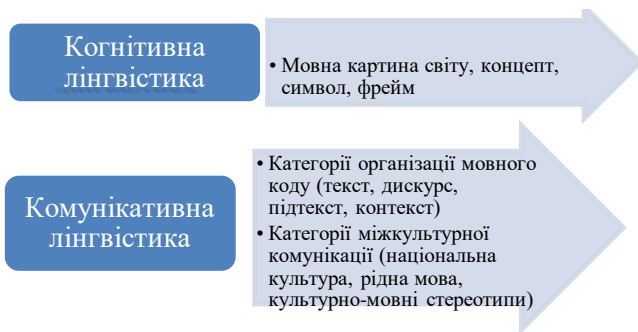 Когнітивна
лінгвістика
• Мовна картина світу, концепт,
символ, фрейм
Комунікативна
лінгвістика
• Категорії організації мовного
коду (текст, дискурс,
підтекст, контекст)
• Категорії міжкультурної
комунікації (національна
культура, рідна мова,
культурно-мовні стереотипи)